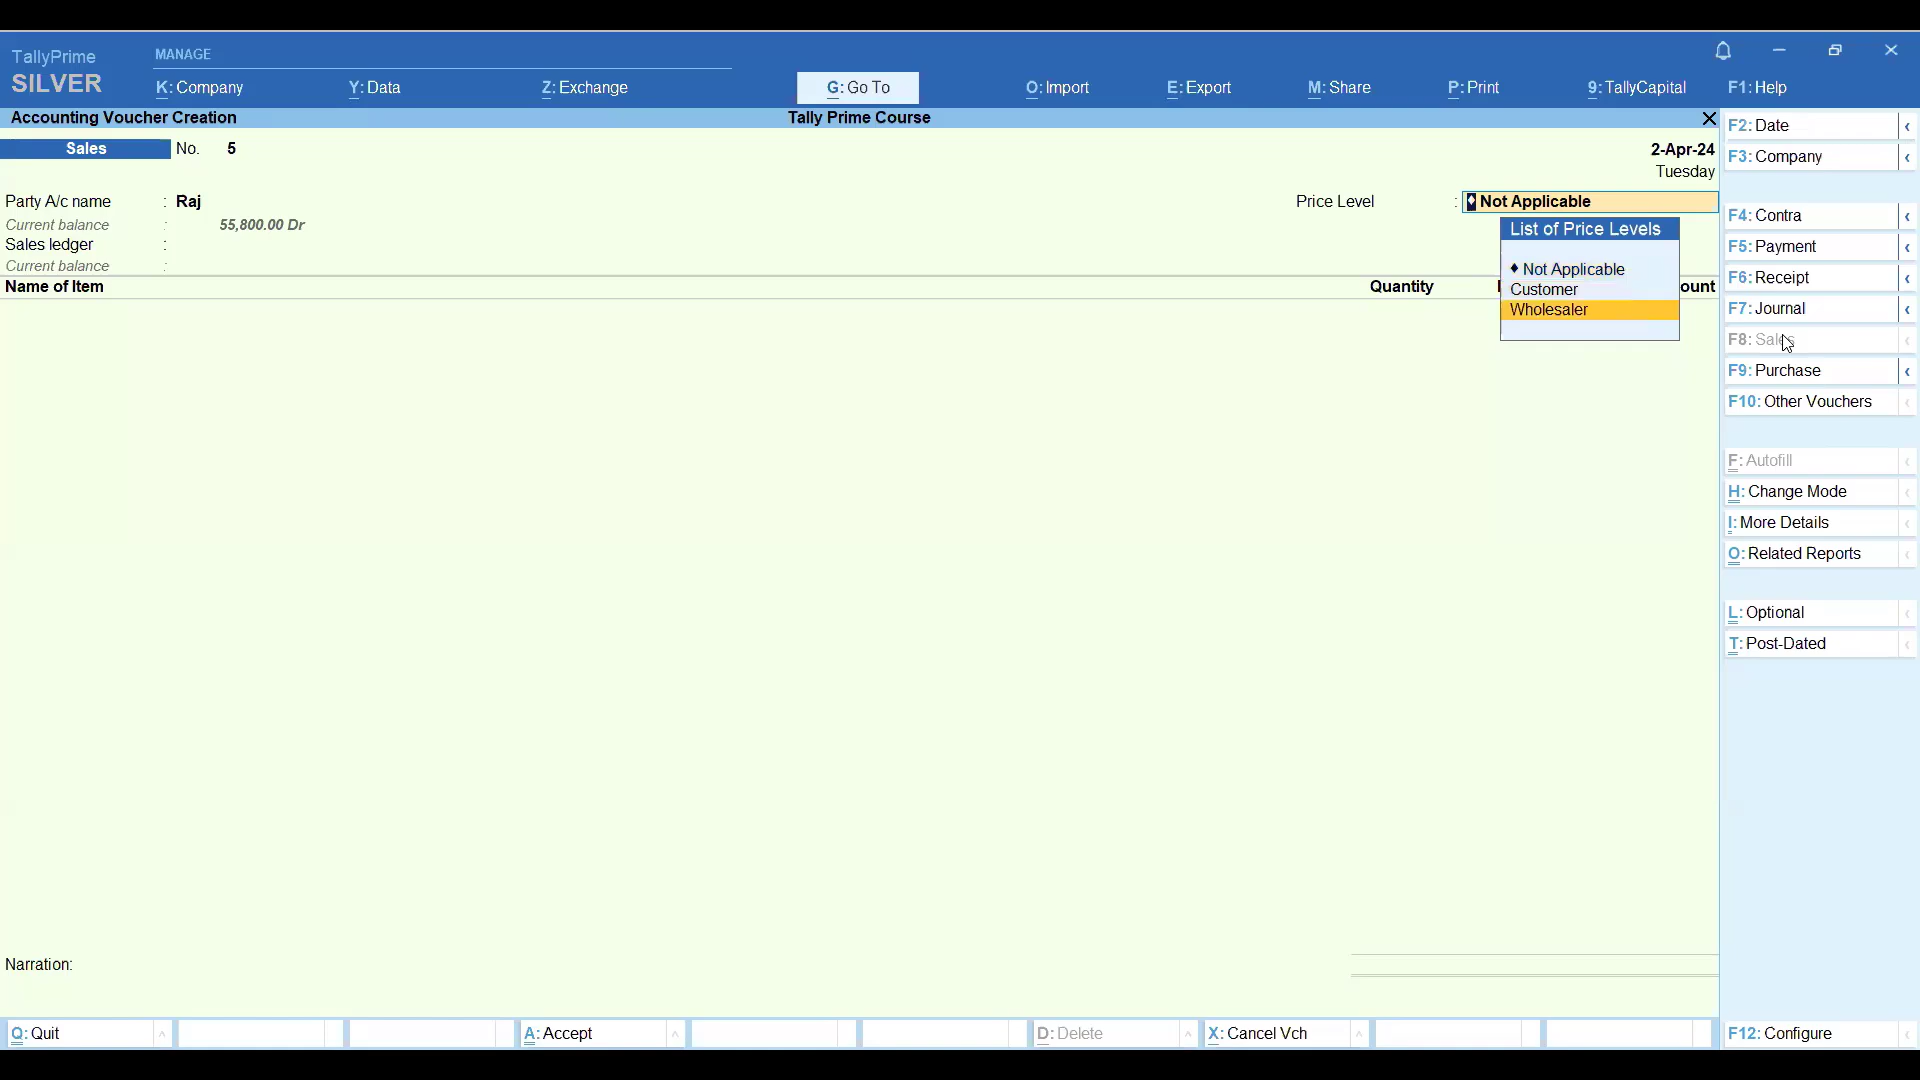 TallyPrime
SILVER
MANAGE
K: Company
Y: Data
Z: Exchange
G: Go To
O: Import
E: Export
M: Share
P: Print
9: TallyCapital
F1: Help
Accounting Voucher Creation
Tally Prime Course
Sales No. 5
2-Apr-24
Tuesday
Party A/c name : Raj
Price Level : ♦ Not Applicable
Current balance : 55,800.00 Dr
Sales ledger :
Current balance :
Name of Item
Quantity
ount
List of Price Levels
♦ Not Applicable
Customer
Wholesaler
Narration:
F2: Date
F3: Company
F4: Contra
F5: Payment
F6: Receipt
F7: Journal
F8: Sales
F9: Purchase
F10: Other Vouchers
F: Autofill
H: Change Mode
I: More Details
O: Related Reports
L: Optional
T: Post-Dated
Q: Quit
A: Accept
D: Delete
X: Cancel Vch
F12: Configure